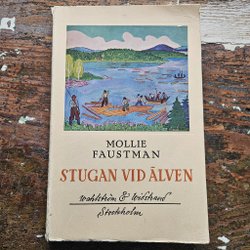 MOLLIE
FAUSTMAN
STUGAN VID ÄLVEN
Wahlström & Widstrand
Stockholm